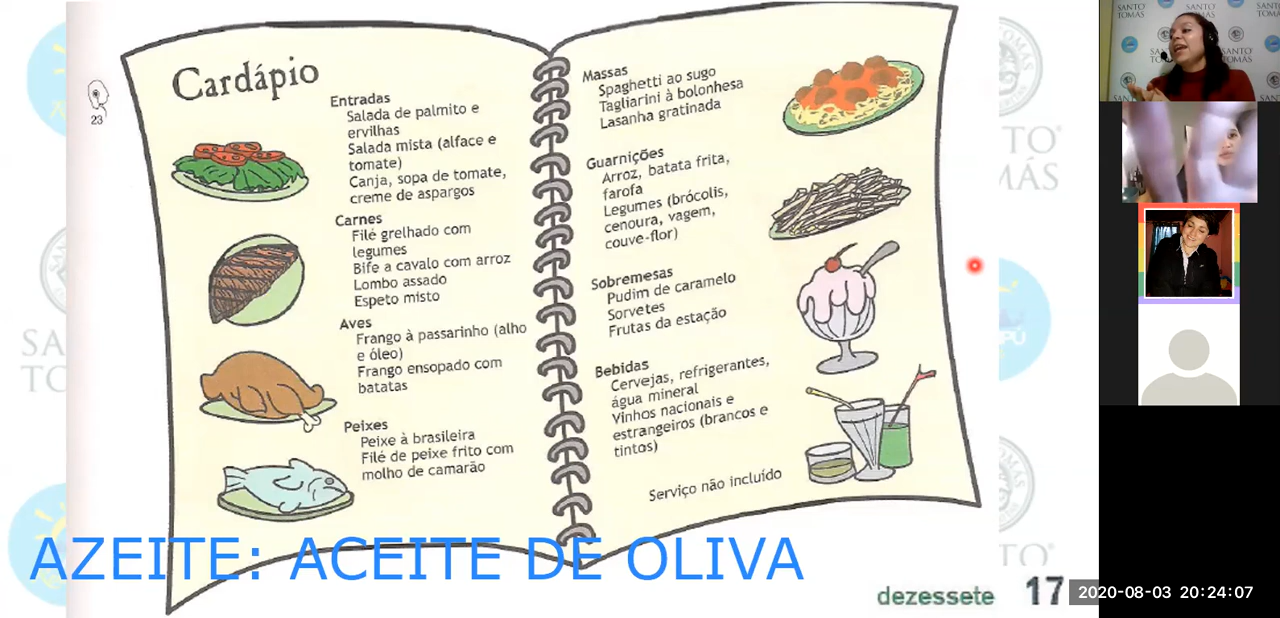 Cardápio
23
Entradas
Salada de palmito e
ervilhas
Salada mista (alface e
tomate)
Canja, sopa de tomate,
creme de aspargos
Carnes
Filé grelhado com
legumes
Bife a cavalo com arroz
Lombo assado
Espeto misto
Aves
Frango à passarinho (alho
e óleo)
Frango ensopado com
batatas
Peixes
Peixe à brasileira
Filé de peixe frito com
molho de camarão
Massas
Spaghetti ao sugo
Tagliarini à bolonhesa
Lasanha gratinada
Guarnições
Arroz, batata frita,
farofa
Legumes (brócolis,
cenoura, vagem,
couve-flor)
Sobremesas
Pudim de caramelo
Sorvetes
Frutas da estação
Bebidas
Cervejas, refrigerantes,
água mineral
Vinhos nacionais e
estrangeiros (brancos e
tintos)
Serviço não incluído
AZEITE: ACEITE DE OLIVA
dezessete 17
2020-08-03 20:24:07
SANTO
TOMÁS